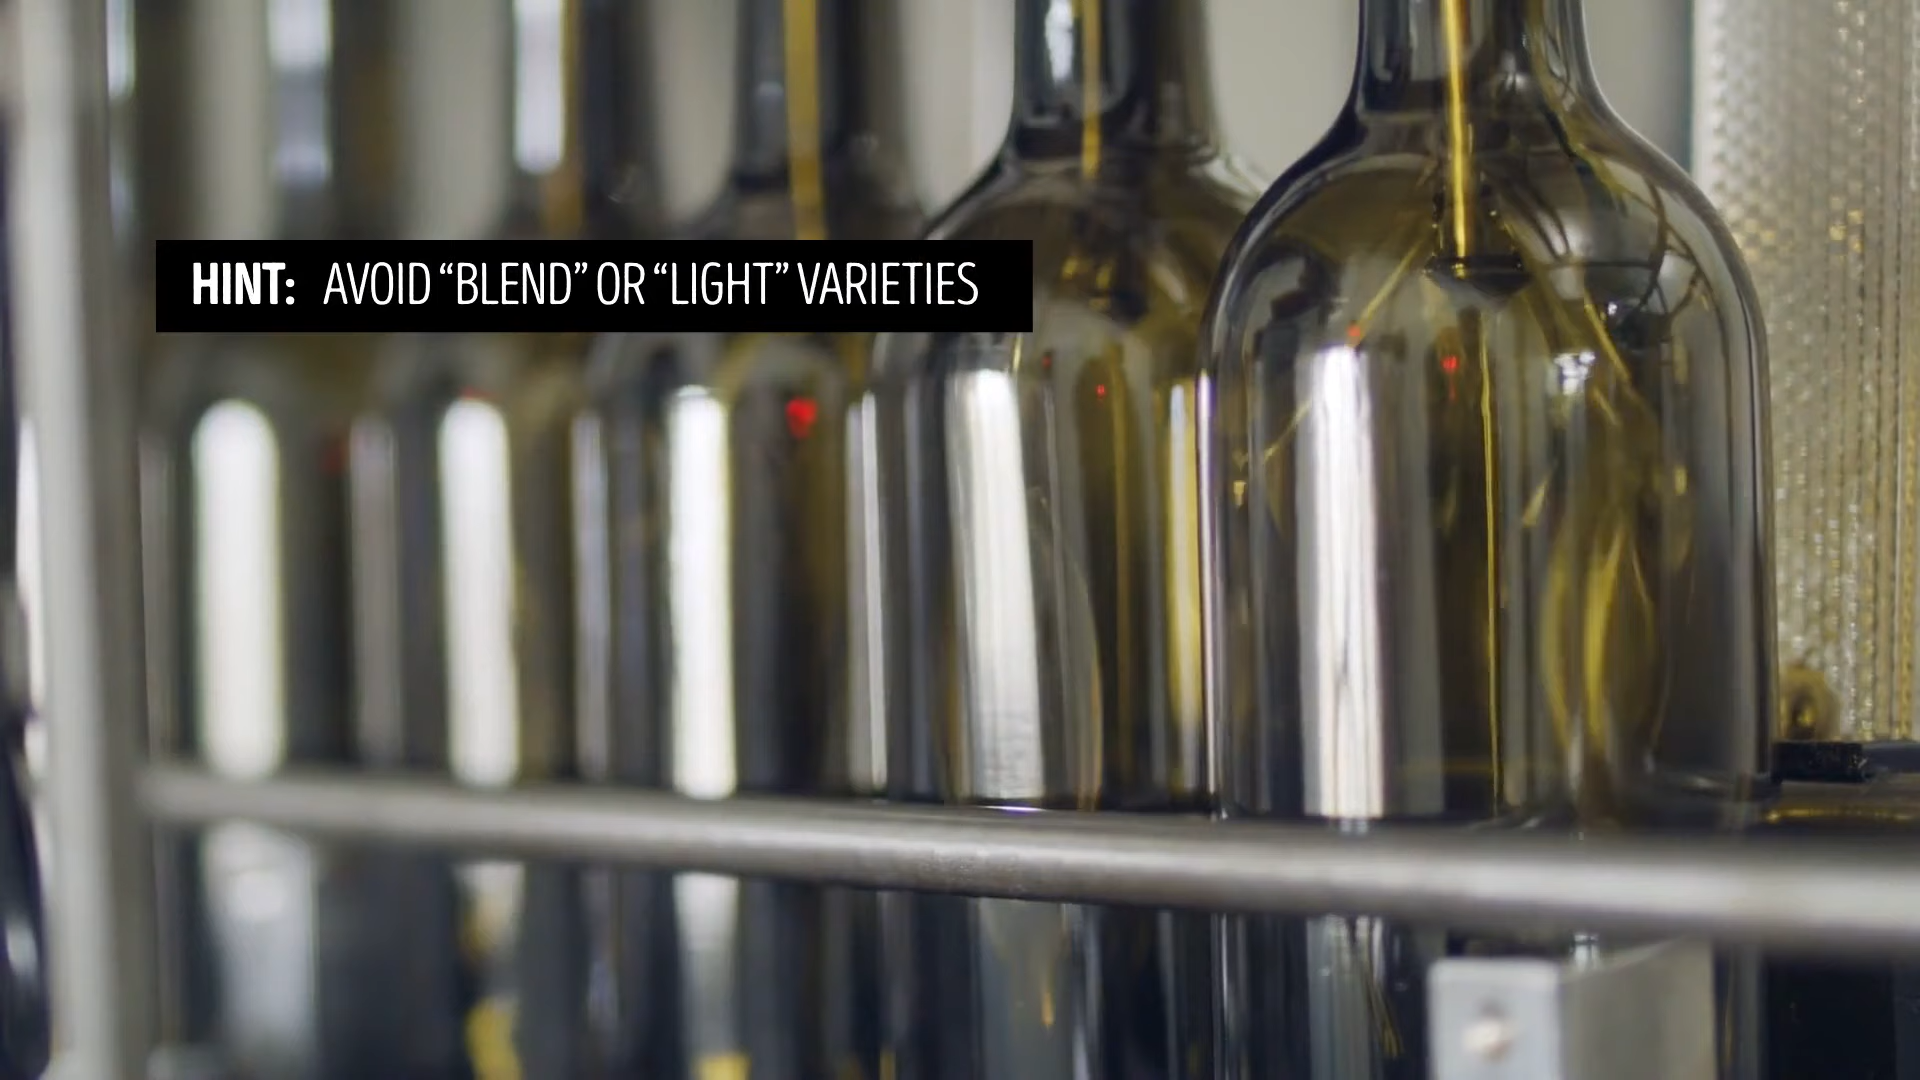 HINT: AVOID “BLEND” OR “LIGHT” VARIETIES